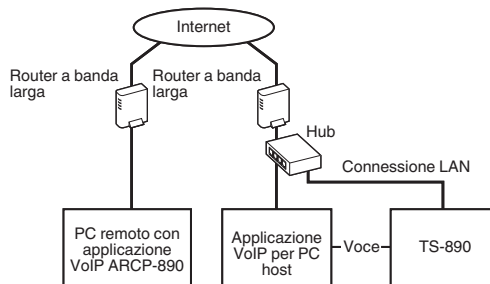 Internet
Router a banda
larga
Router a banda
larga
Hub
Connessione LAN
PC remoto con
applicazione
VoIP ARCP-890
Applicazione
VoIP per PC
host
Voce
TS-890